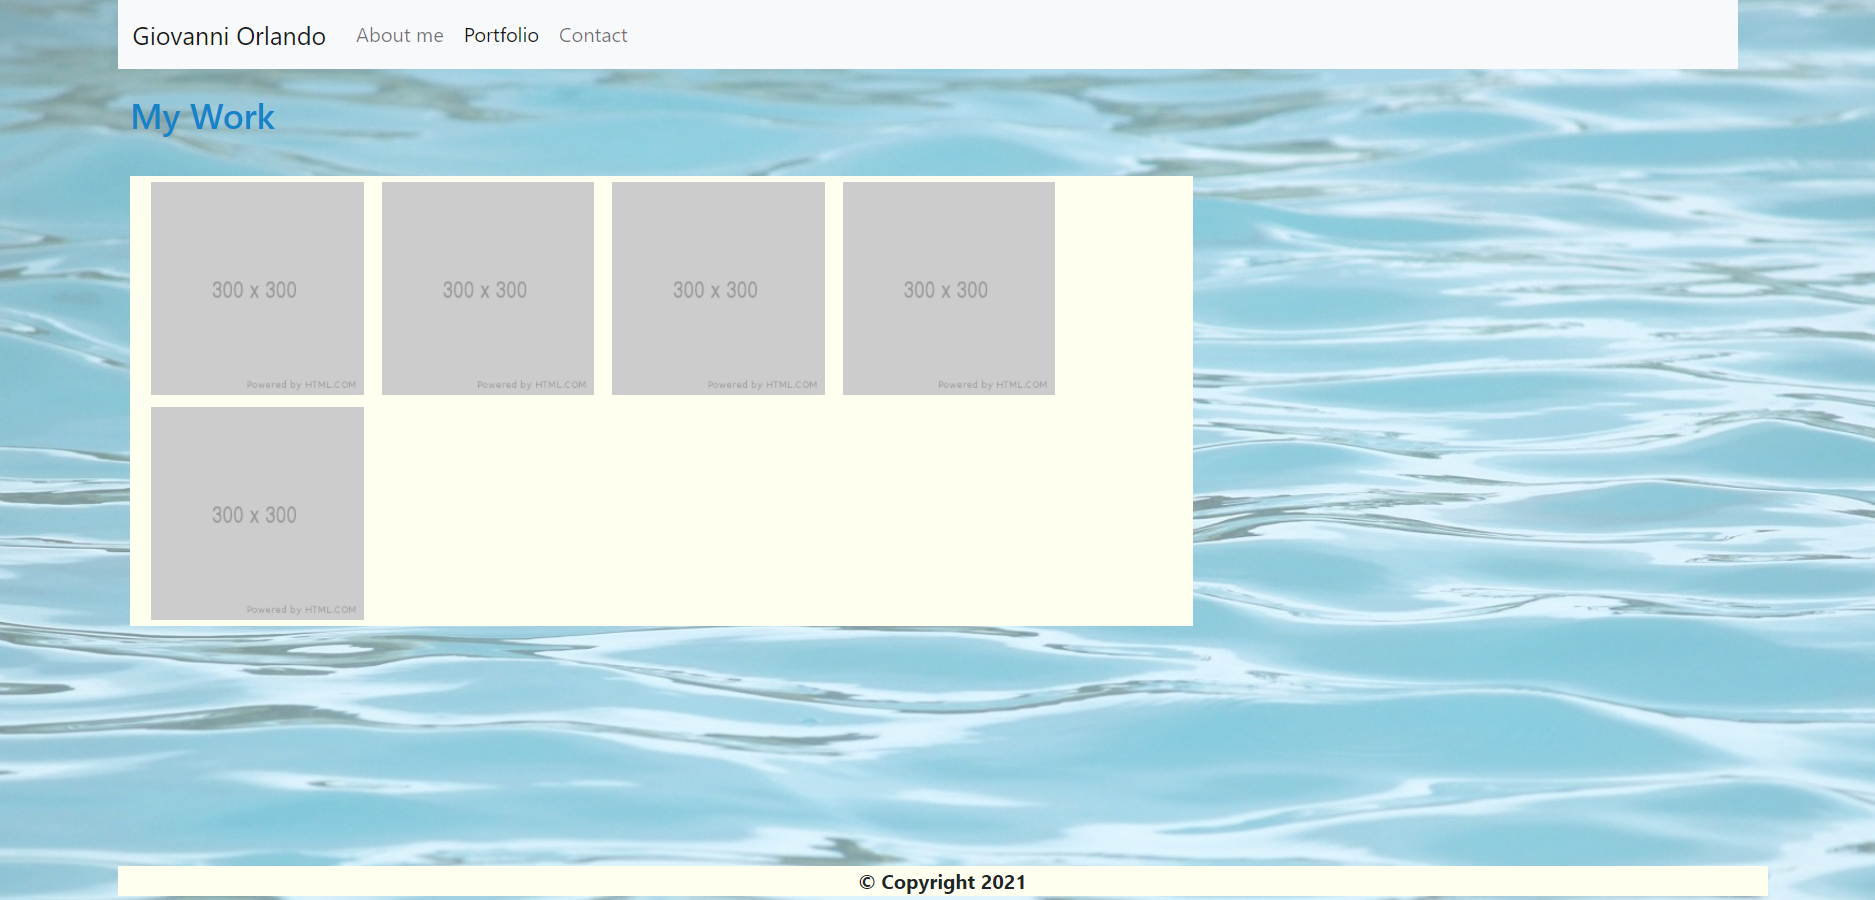 Giovanni Orlando About me Portfolio Contact
My Work
300 x 300 300 x 300 300 x 300 300 x 300
Powered by HTML.COM Powered by HTML.COM Powered by HTML.COM Powered by HTML.COM
300 x 300
Powered by HTML.COM
© Copyright 2021